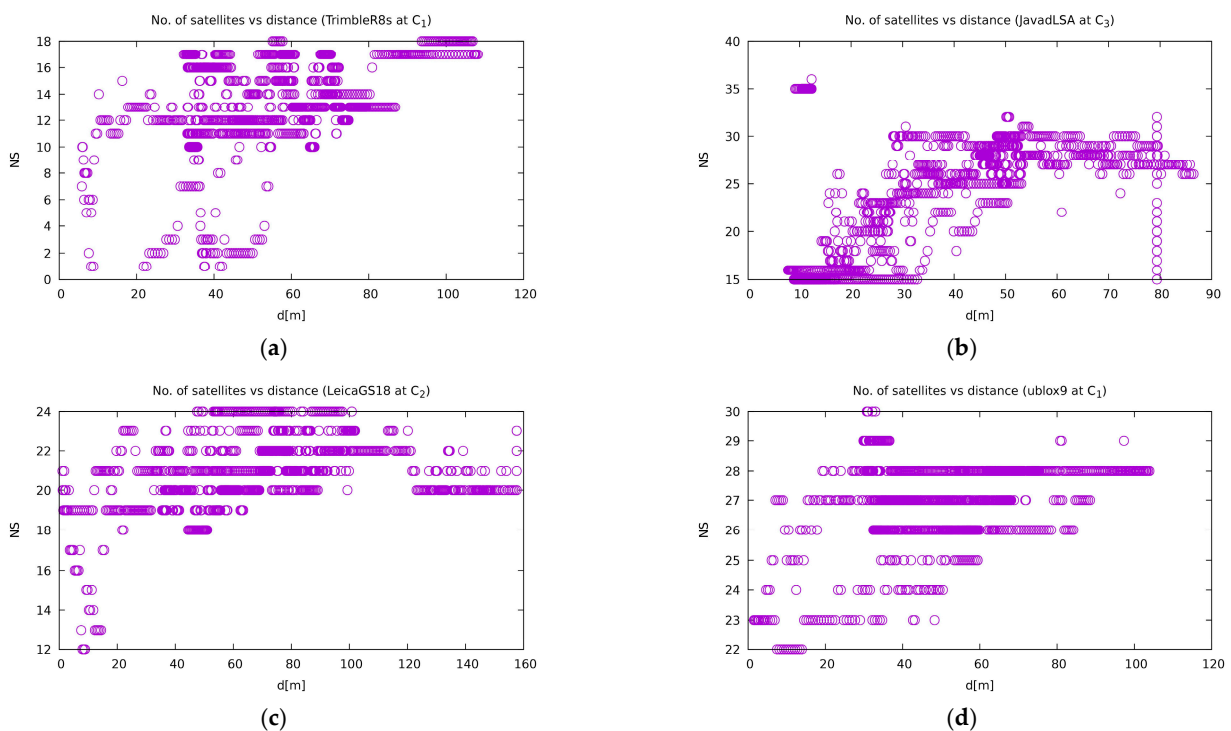 No. of satellites vs distance (TrimbleR8s at C1)
18
16
14
12
10
8
6
4
2
0
NS
0 20 40 60 80 100 120
d[m]
(a)
No. of satellites vs distance (JavadLSA at C3)
40
35
30
25
20
15
NS
10 20 30 40 50 60 70 80 90
d[m]
(b)
No. of satellites vs distance (LeicaGS18 at C2)
24
22
20
18
16
14
12
NS
0 20 40 60 80 100 120 140 160
d[m]
(c)
No. of satellites vs distance (ublox9 at C1)
30
29
28
27
26
25
24
23
22
NS
0 20 40 60 80 100 120
d[m]
(d)